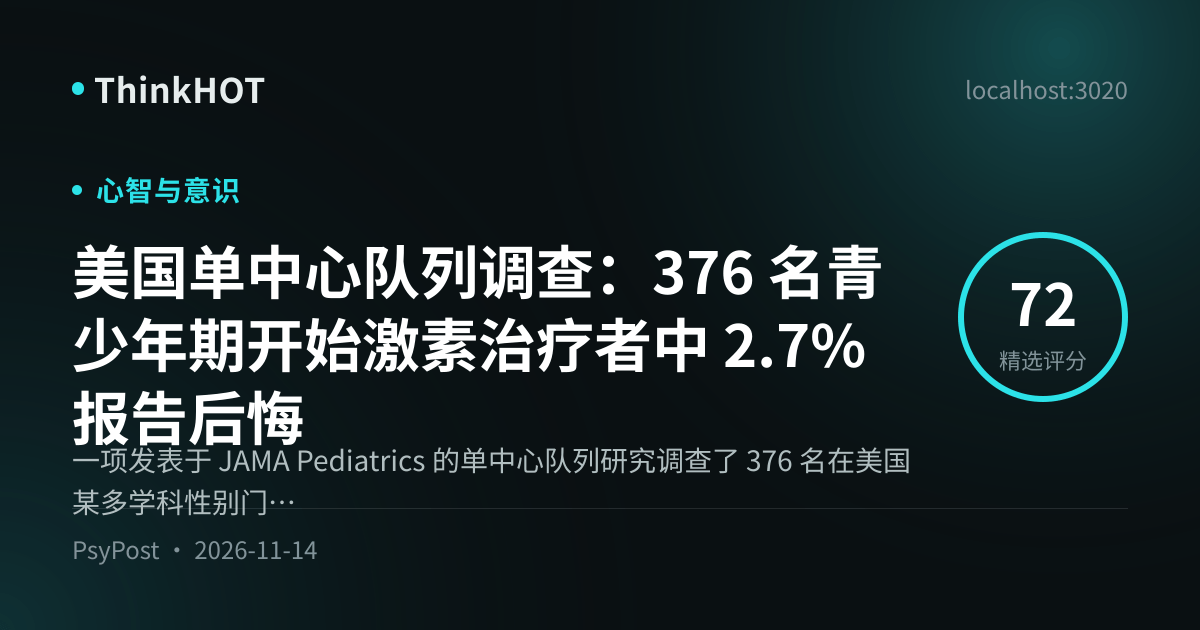 ThinkHOT
localhost:3020
心智与意识
美国单中心队列调查：376 名青
少年期开始激素治疗者中 2.7%
报告后悔
72
精选评分
一项发表于 JAMA Pediatrics 的单中心队列研究调查了 376 名在美国
某多学科性别门…
PsyPost · 2026-11-14